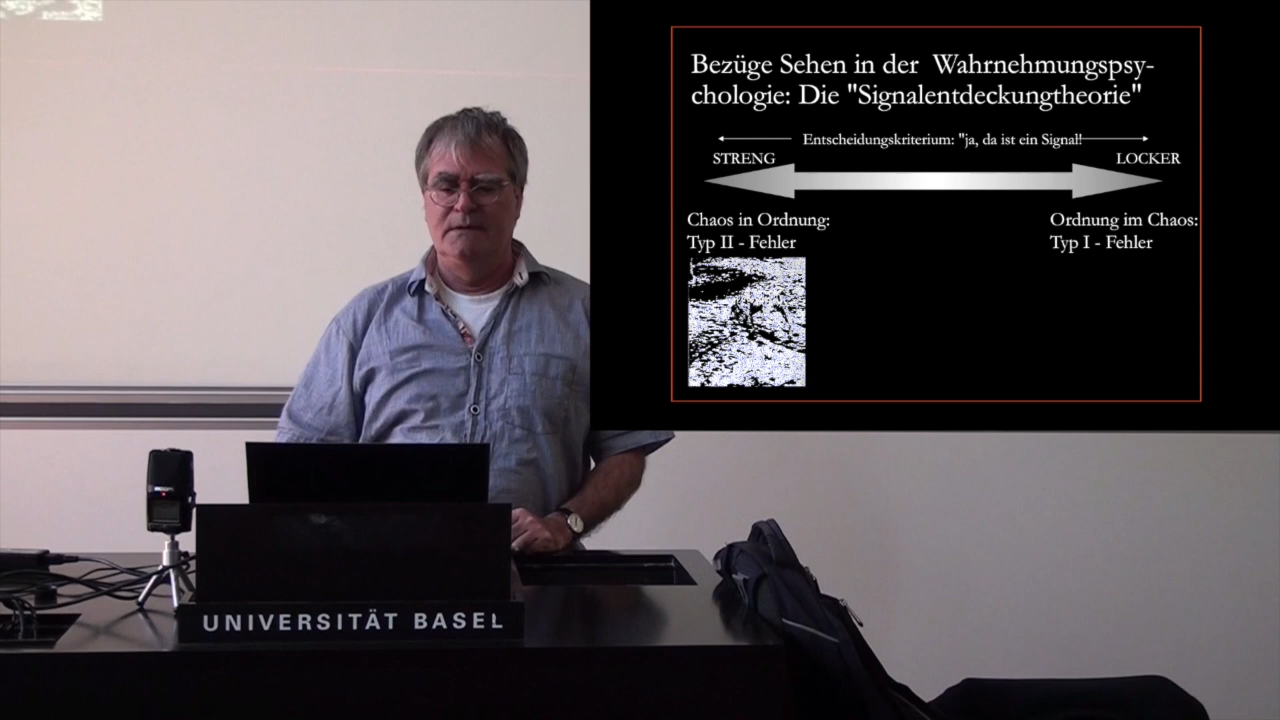 Bezüge Sehen in der Wahrnehmungspsy-
chologie: Die "Signalentdeckungtheorie"
Entscheidungskriterium: "ja, da ist ein Signal!
STRENG
LOCKER
Chaos in Ordnung:
Typ II - Fehler
Ordnung im Chaos:
Typ I - Fehler
UNIVERSITÄT BASEL